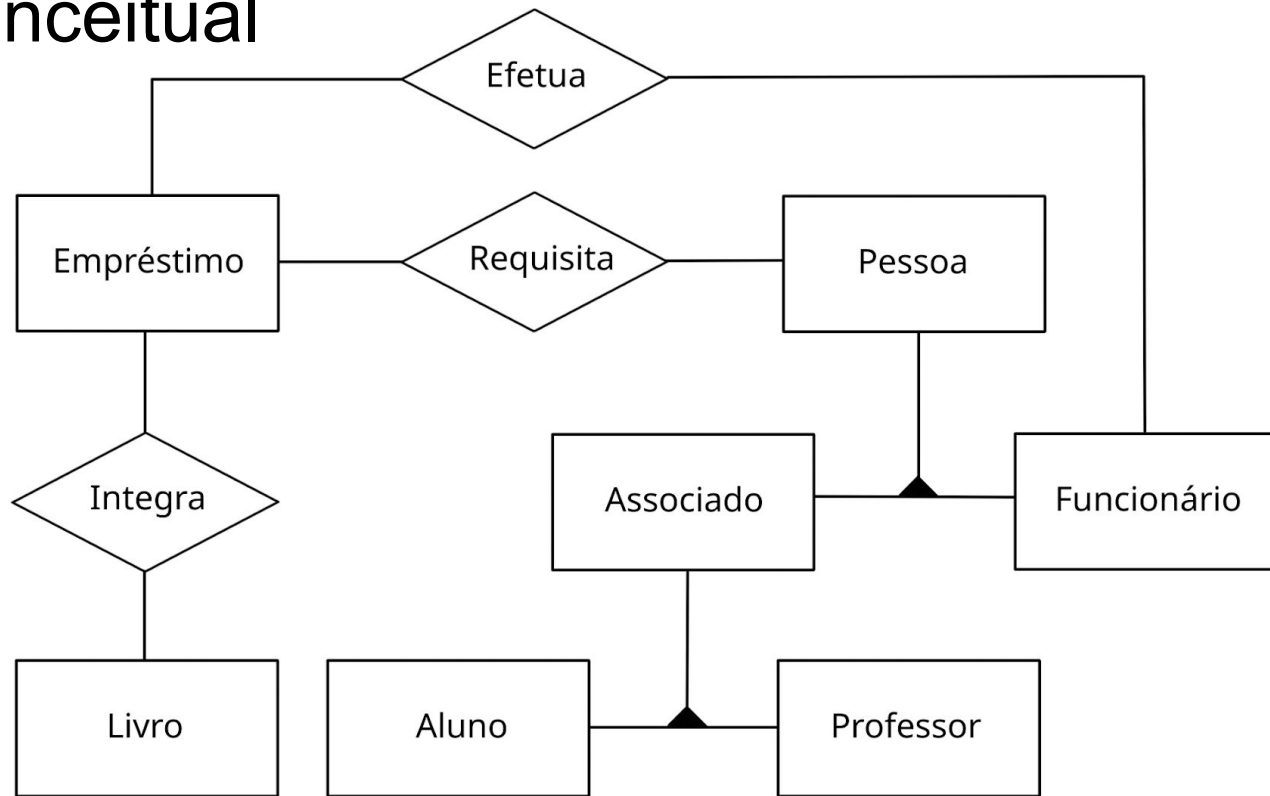 nceitual
Efetua
Empréstimo
Requisita
Pessoa
Integra
Associado
Funcionário
Livro
Aluno
Professor